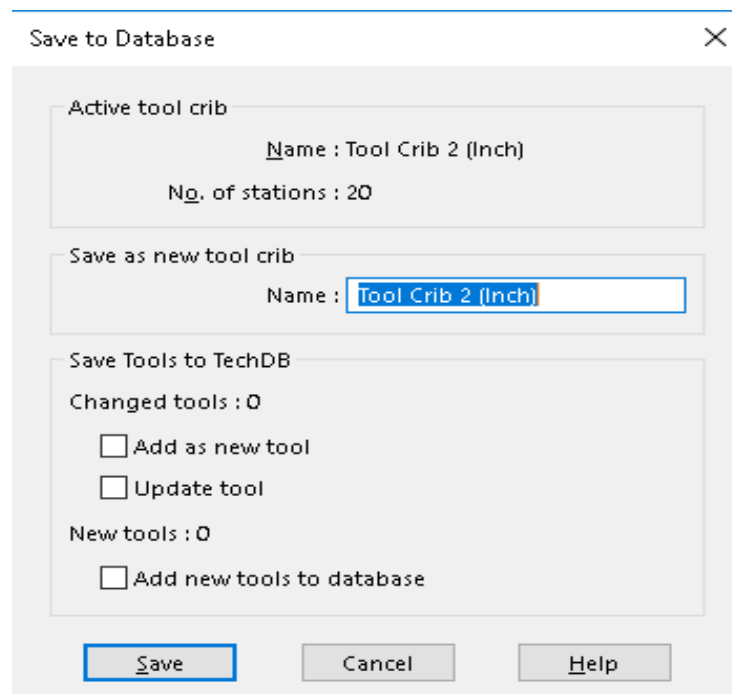 Save to Database
Active tool crib
Name : Tool Crib 2 (Inch)
No. of stations : 20
Save as new tool crib
Name : Tool Crib 2 (Inch)
Save Tools to TechDB
Changed tools : 0
Add as new tool
Update tool
New tools : 0
Add new tools to database
Save Cancel Help